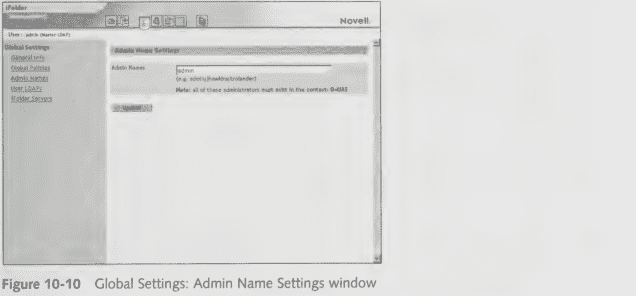 iFolder
Novell.
User: admin (Master LDAP)
Global Settings
General Info
Global Policies
Admin Names
User LDAPs
iFolder Servers
Admin Name Settings
Admin Names
admin
(e.g. admin;jhawkins;trolander)
Note: all of these administrators must exist in the context:
Update
Figure 10-10 Global Settings: Admin Name Settings window